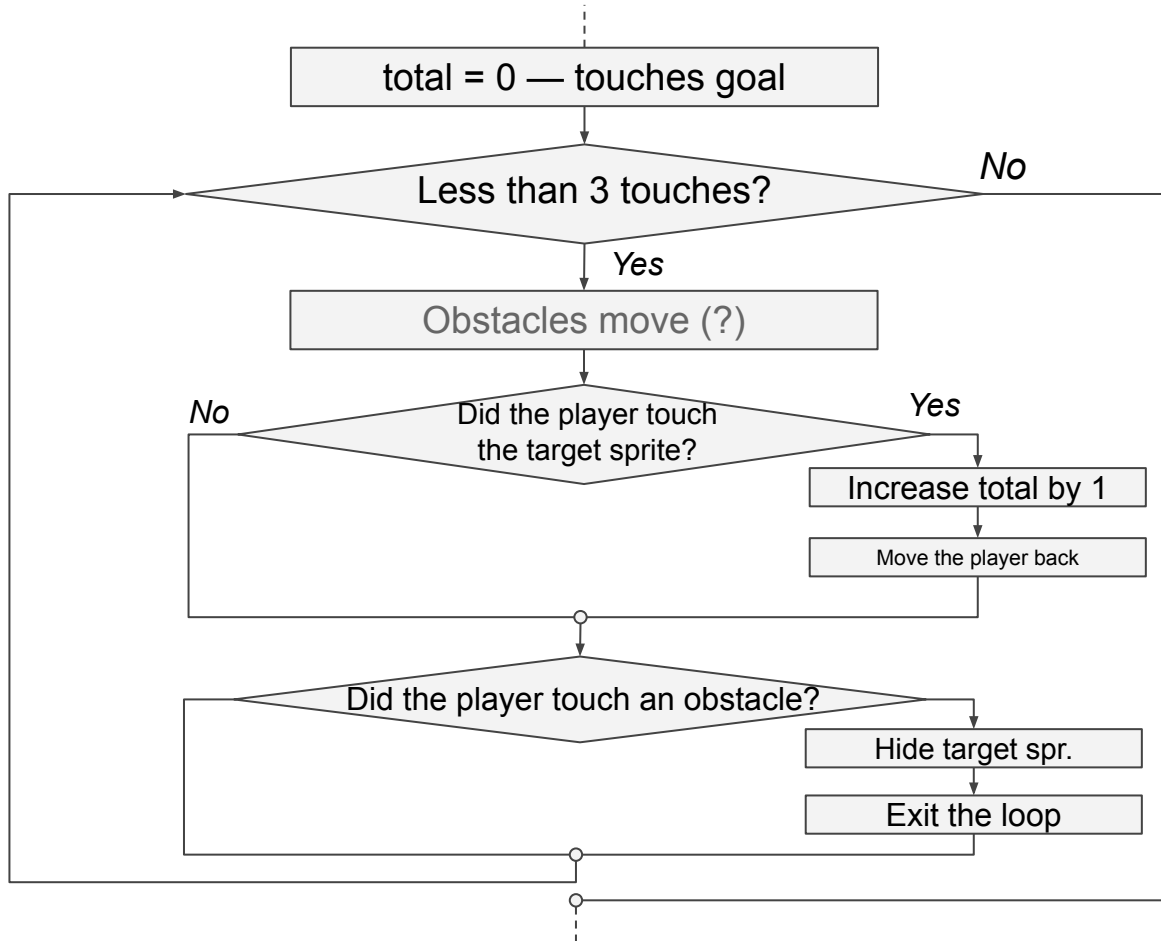 total = 0 — touches goal
Less than 3 touches?
No
Yes
Obstacles move (?)
No
Did the player touch
the target sprite?
Yes
Increase total by 1
Move the player back
Did the player touch an obstacle?
Hide target spr.
Exit the loop